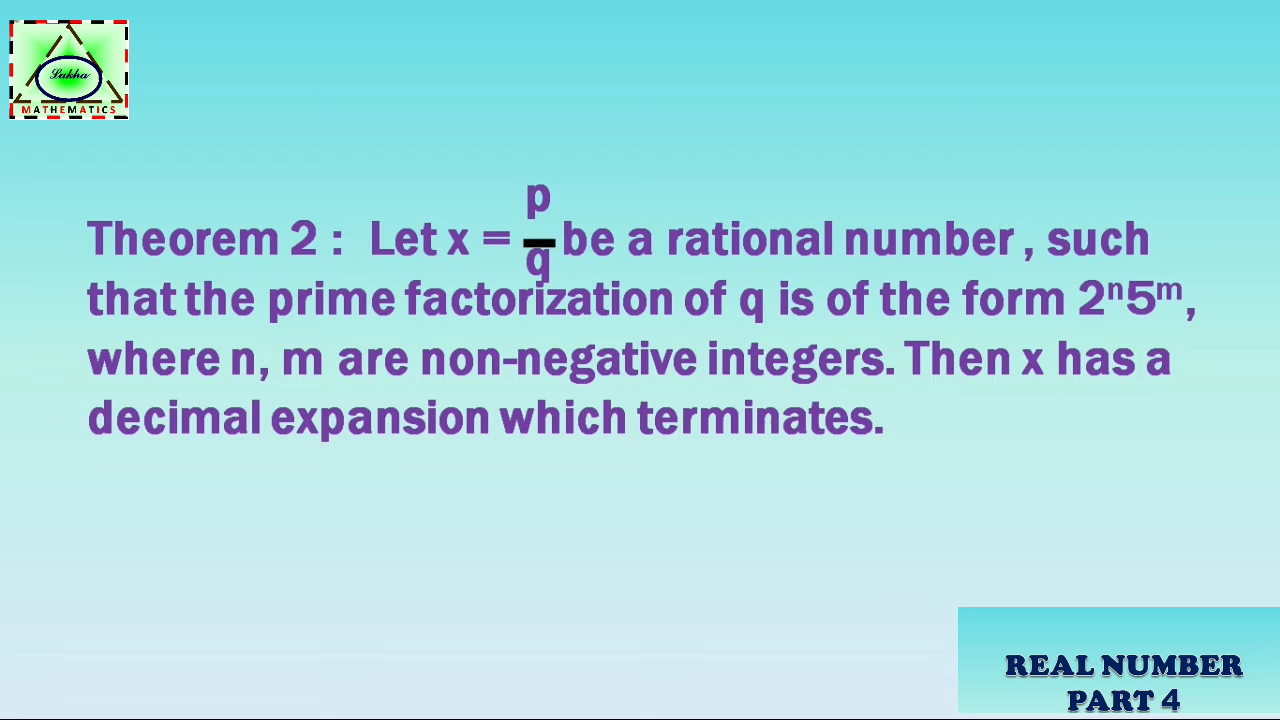 Sakha
MATHEMATICS
Theorem 2 : Let x = p/q be a rational number , such
that the prime factorization of q is of the form 2ⁿ5ᵐ,
where n, m are non-negative integers. Then x has a
decimal expansion which terminates.
REAL NUMBER
PART 4